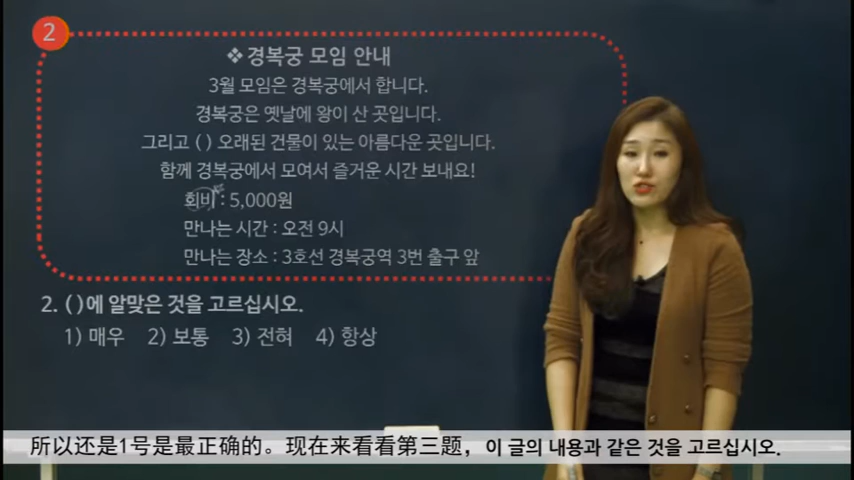 2
❖ 경복궁 모임 안내
3월 모임은 경복궁에서 합니다.
경복궁은 옛날에 왕이 산 곳입니다.
그리고 ( ) 오래된 건물이 있는 아름다운 곳입니다.
함께 경복궁에서 모여서 즐거운 시간 보내요!
회비 : 5,000원
만나는 시간 : 오전 9시
만나는 장소 : 3호선 경복궁역 3번 출구 앞
2. ( )에 알맞은 것을 고르십시오.
1) 매우 2) 보통 3) 전혀 4) 항상
所以还是1号是最正确的。现在来看看第三题，이 글의 내용과 같은 것을 고르십시오.